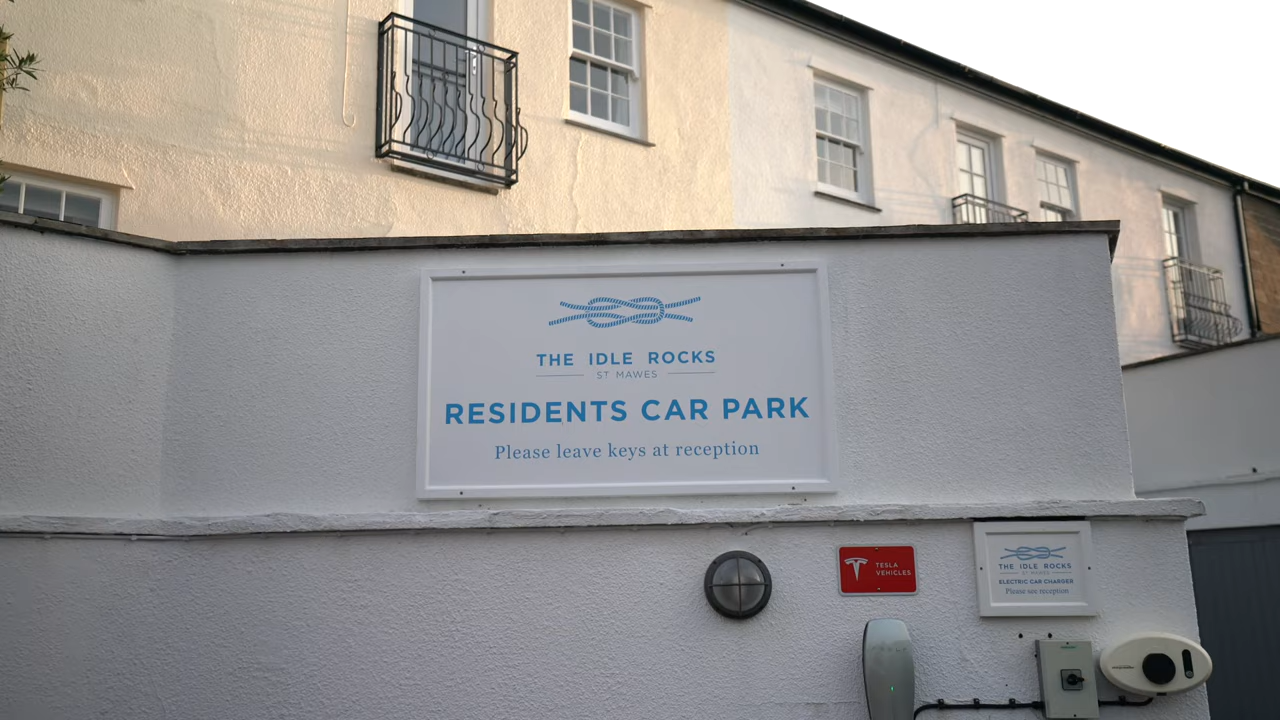 THE IDLE ROCKS
ST MAWES
RESIDENTS CAR PARK
Please leave keys at reception
TESLA
VEHICLES
THE IDLE ROCKS
ST MAWES
ELECTRIC CAR CHARGER
Please see reception